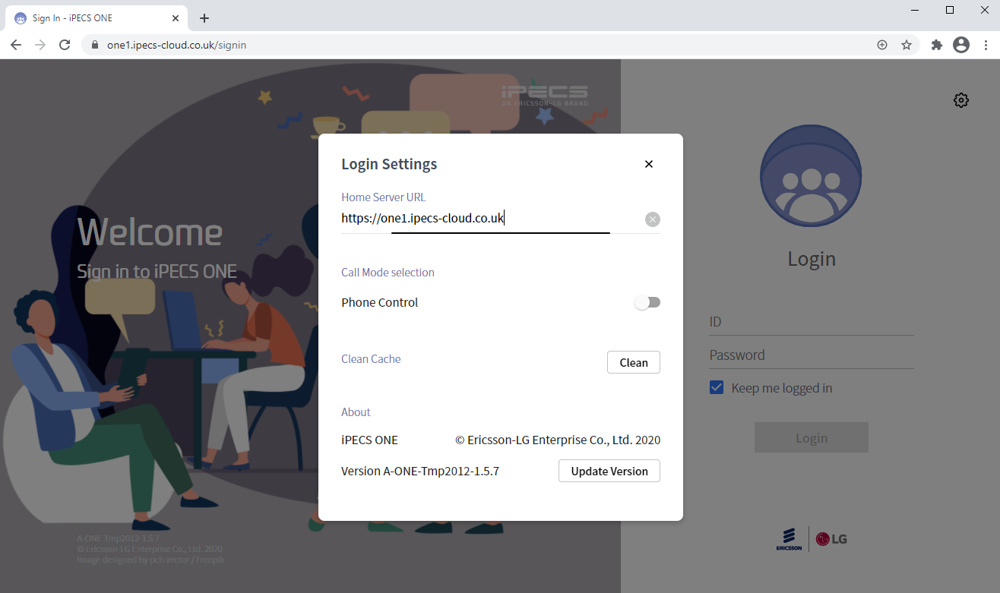 Sign In - iPECS ONE
one1.ipecs-cloud.co.uk/signin
iPECS
AN ERICSSON-LG BRAND
Welcome
Sign in to iPECS ONE
Login Settings
Home Server URL
https://one1.ipecs-cloud.co.uk
Call Mode selection
Phone Control
Clean Cache
Clean
About
iPECS ONE
© Ericsson-LG Enterprise Co., Ltd. 2020
Version A-ONE-Tmp2012-1.5.7
Update Version
Login
ID
Password
Keep me logged in
Login
A-ONE-Tmp2012-1.5.7
© Ericsson-LG Enterprise Co., Ltd. 2020
Image designed by pch.vector / Freepik
ERICSSON
LG